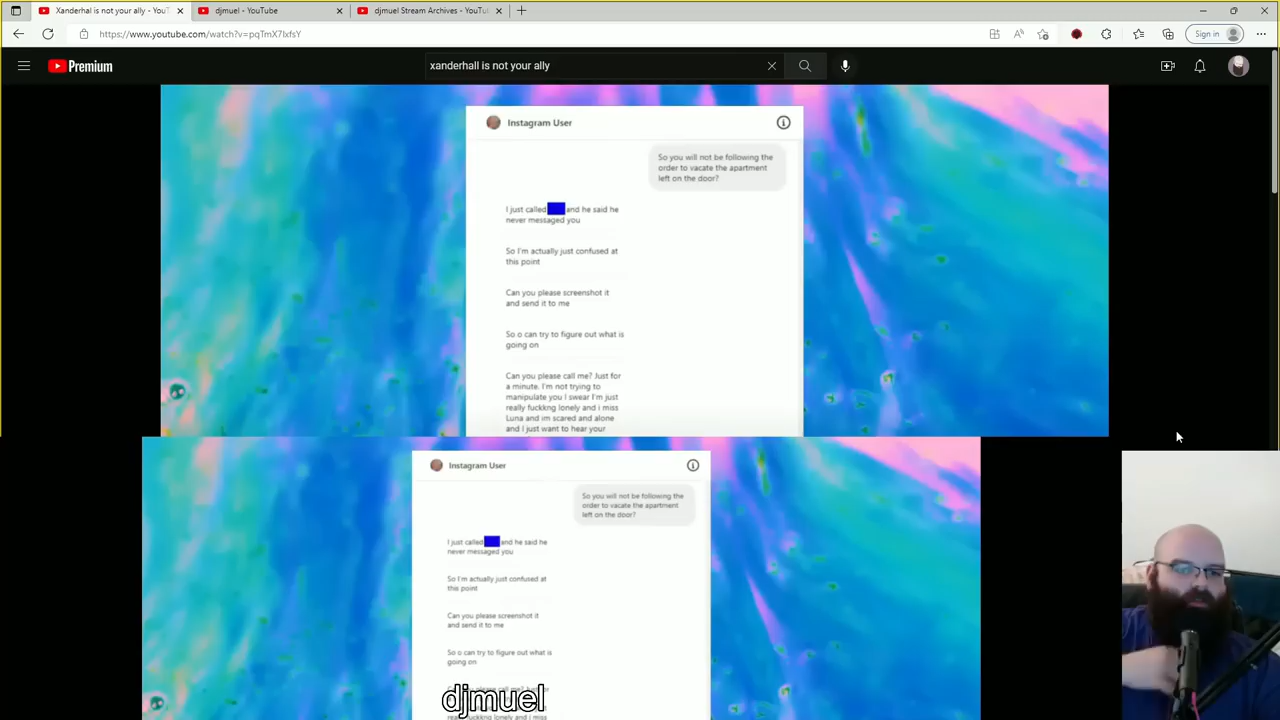 Xanderhal is not your ally - YouT
djmuel - YouTube
djmuel Stream Archives - YouTu
https://www.youtube.com/watch?v=pqTmX7IxfsY
Sign in
Premium
xanderhall is not your ally
Instagram User
So you will not be following the
order to vacate the apartment
left on the door?
I just called and he said he
never messaged you
So I'm actually just confused at
this point
Can you please screenshot it
and send it to me
So o can try to figure out what is
going on
Can you please call me? Just for
a minute. I'm not trying to
manipulate you I swear I'm just
really fuckkng lonely and i miss
Luna and im scared and alone
and I just want to hear your
Instagram User
So you will not be following the
order to vacate the apartment
left on the door?
I just called and he said he
never messaged you
So I'm actually just confused at
this point
Can you please screenshot it
and send it to me
So o can try to figure out what is
going on
djmuel
really fuckkng lonely and i miss